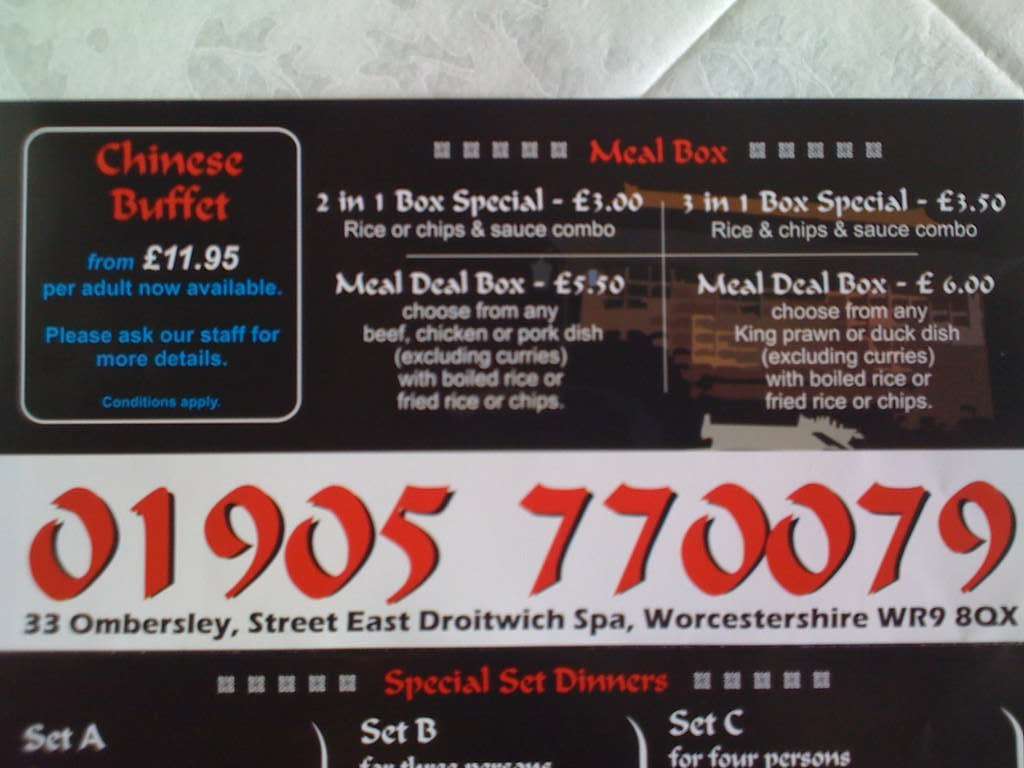 Chinese
Buffet
from £11.95
per adult now available.
Please ask our staff for
more details.
Conditions apply.
Meal Box
2 in 1 Box Special - £3.00
Rice or chips & sauce combo
3 in 1 Box Special - £3.50
Rice & chips & sauce combo
Meal Deal Box - £5.50
choose from any
beef, chicken or pork dish
(excluding curries)
with boiled rice or
fried rice or chips.
Meal Deal Box - £ 6.00
choose from any
King prawn or duck dish
(excluding curries)
with boiled rice or
fried rice or chips.
01905 770079
33 Ombersley, Street East Droitwich Spa, Worcestershire WR9 8QX
Special Set Dinners
Set A
Set B
for three persons
Set C
for four persons